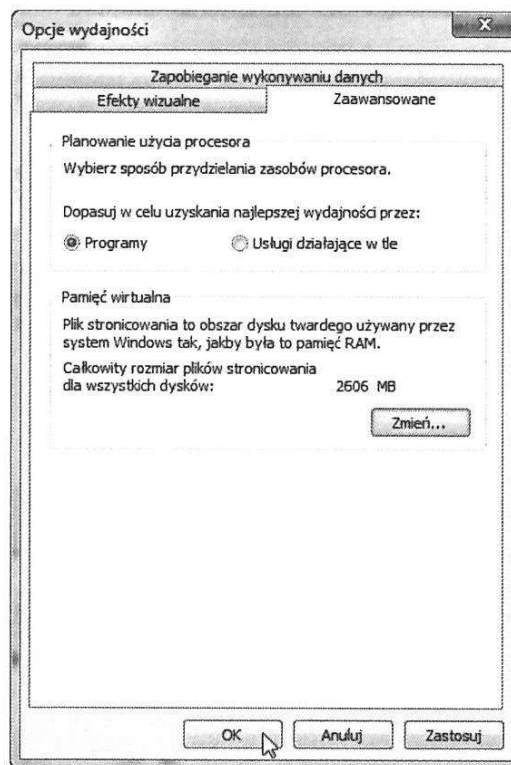 Opcje wydajności
Zapobieganie wykonywaniu danych
Efekty wizualne
Zaawansowane
Planowanie użycia procesora
Wybierz sposób przydzielania zasobów procesora.
Dopasuj w celu uzyskania najlepszej wydajności przez:
Programy
Usługi działające w tle
Pamięć wirtualna
Plik stronicowania to obszar dysku twardego używany przez
system Windows tak, jakby była to pamięć RAM.
Całkowity rozmiar plików stronicowania
dla wszystkich dysków: 2606 MB
Zmień...
OK
Anuluj
Zastosuj